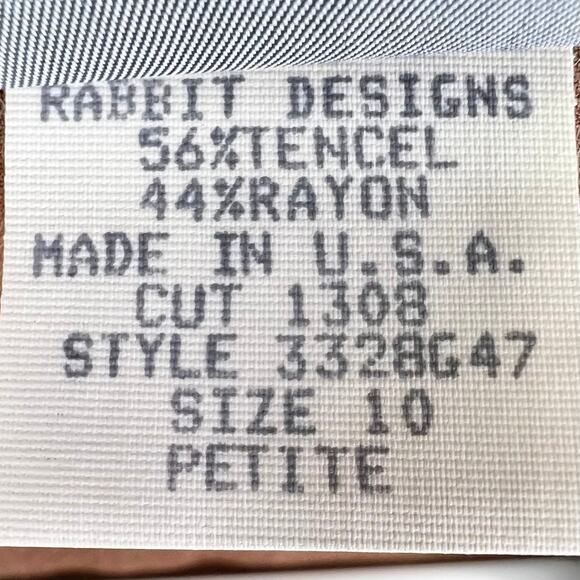 RABBIT DESIGNS
56%TENCEL
44%RAYON
MADE IN U.S.A.
CUT 1308
STYLE 3328G47
SIZE 10
PETITE